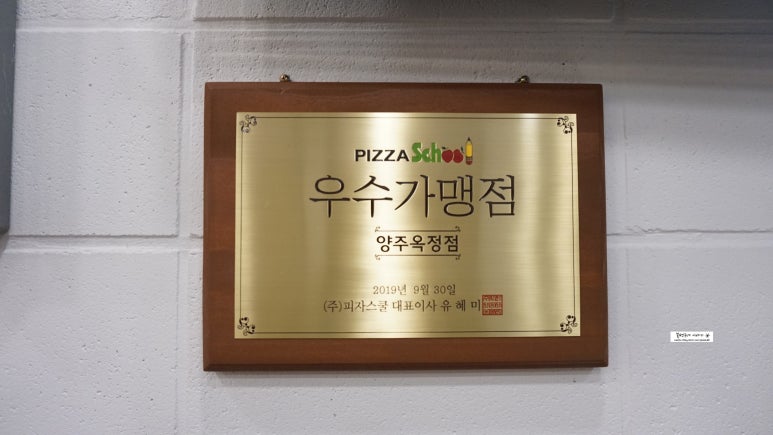 PIZZA School
우수가맹점
양주옥정점
2019년 9월 30일
(주)피자스쿨 대표이사 유 혜 미